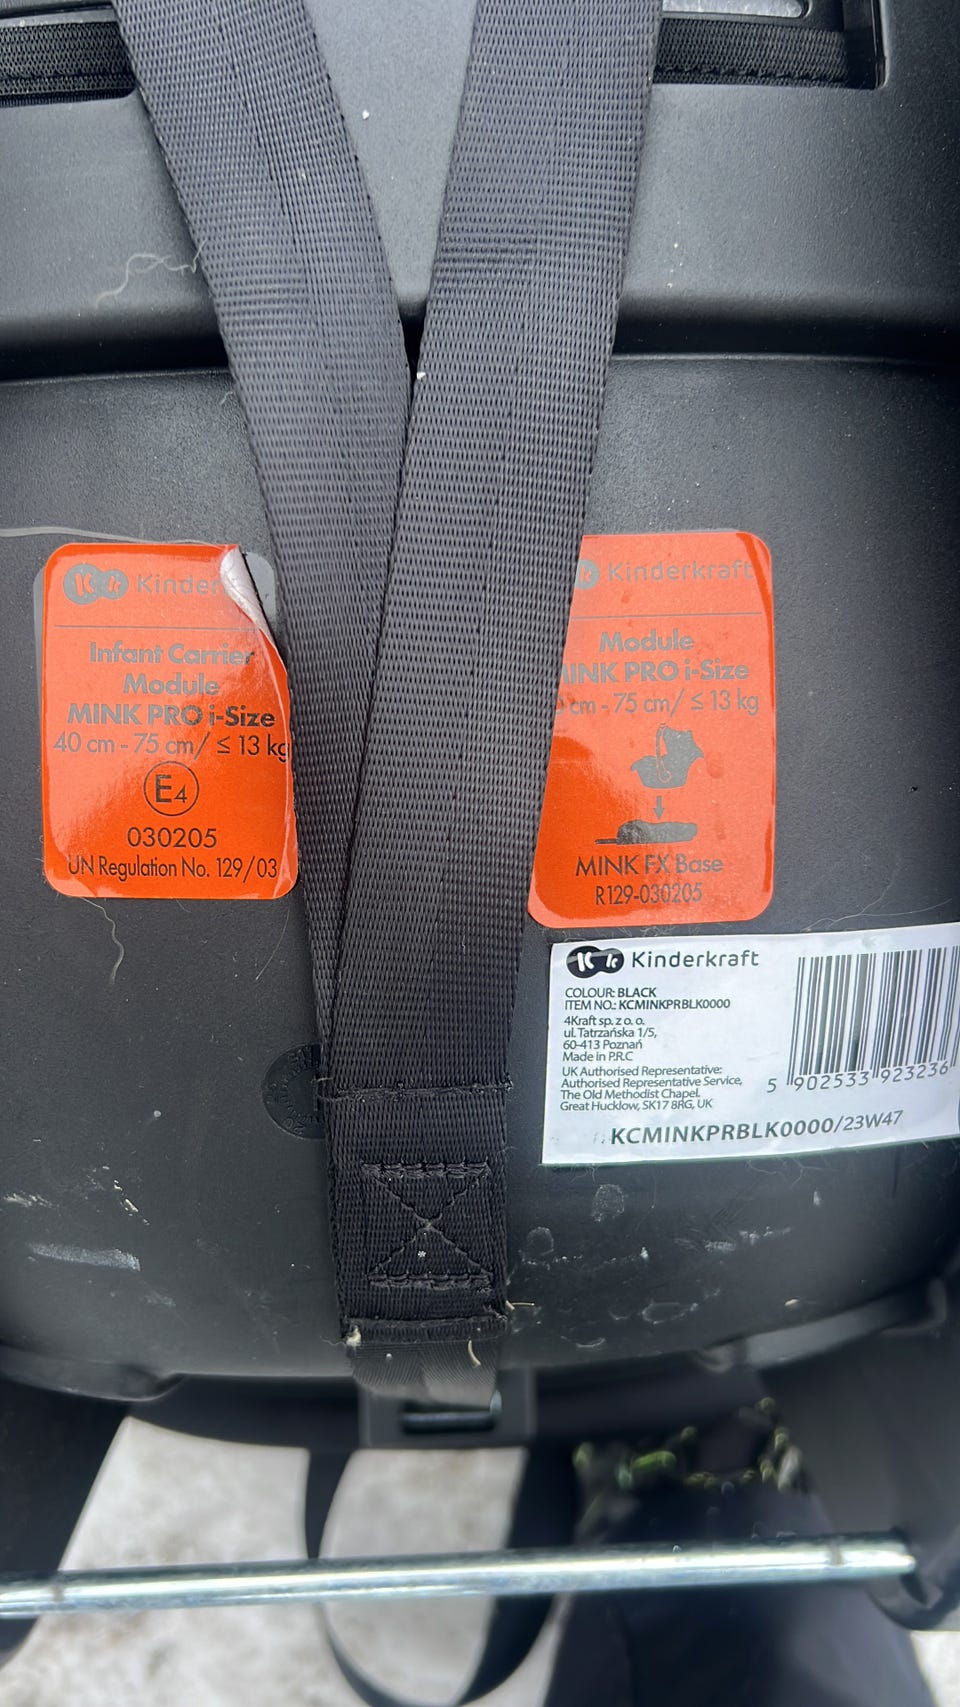 Kinder
Infant Carrier
Module
MINK PRO i-Size
40 cm - 75 cm/ ≤ 13 kg
E4
030205
UN Regulation No. 129/03
Kinderkraft
Module
MINK PRO i-Size
cm - 75 cm/ ≤ 13 kg
MINK FX Base
R129-030205
Kinderkraft
COLOUR: BLACK
ITEM NO.: KCMINKPRBLK0000
4Kraft sp. z o. o.
ul. Tatrzańska 1/5,
60-413 Poznań
Made in P.R.C
UK Authorised Representative:
Authorised Representative Service,
The Old Methodist Chapel.
Great Hucklow, SK17 8RG, UK
5 902533 923236
KCMINKPRBLK0000/23W47